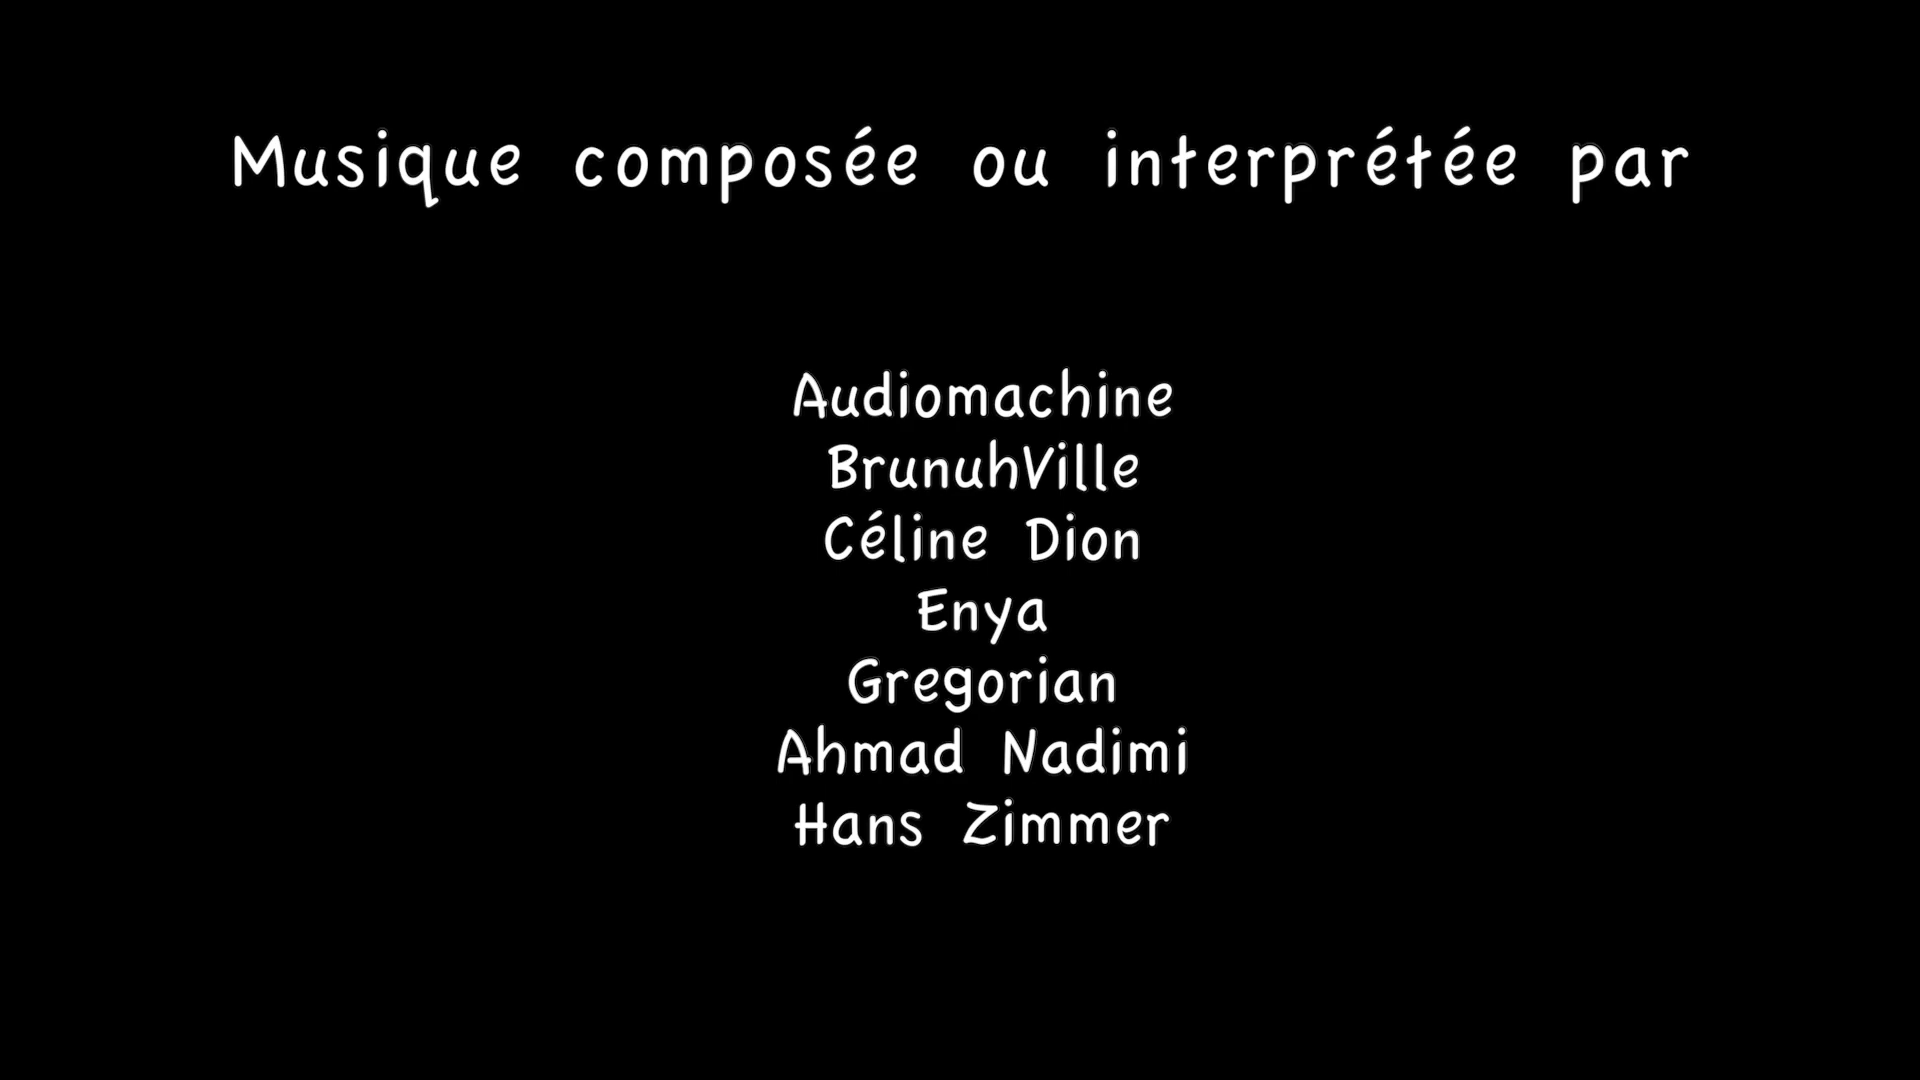 Musique composée ou interprétée par
Audiomachine
BrunuhVille
Céline Dion
Enya
Gregorian
Ahmad Nadimi
Hans Zimmer